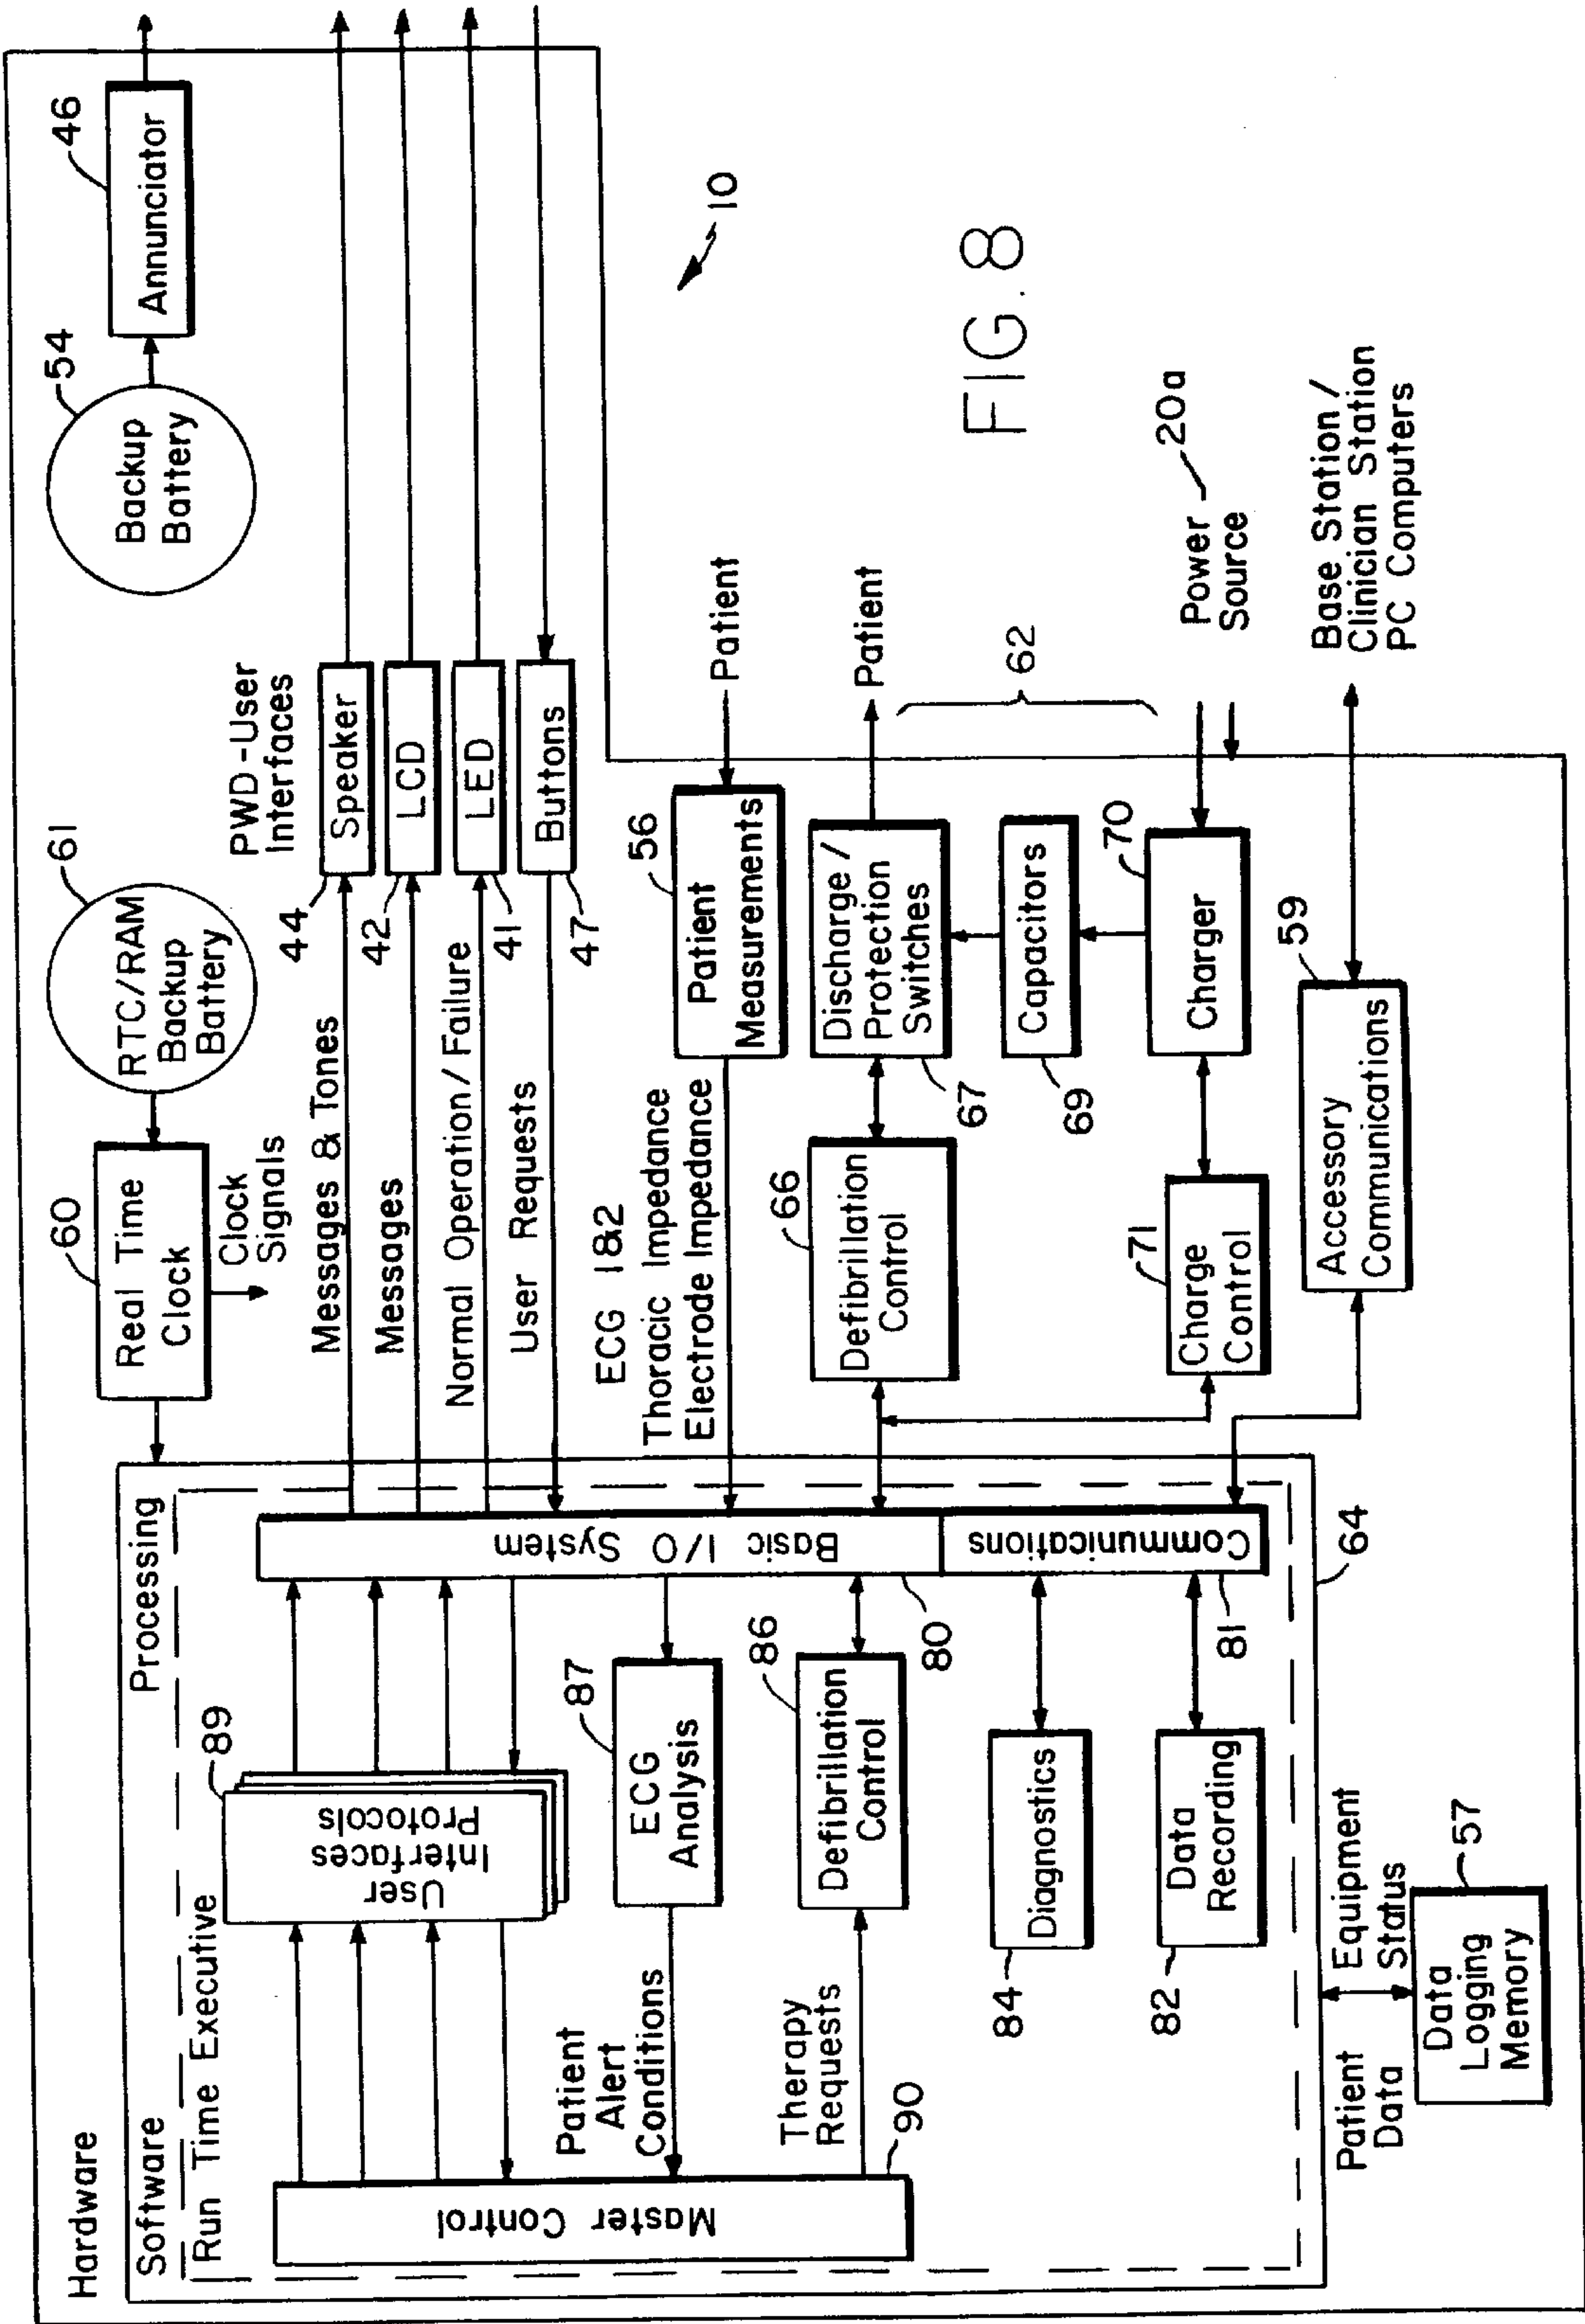 Hardware
Software
Processing
Run Time Executive
60
Real Time
Clock
Clock
Signals
61
RTC/RAM
Backup
Battery
54
Backup
Battery
46
Annunciator
PWD-User
Interfaces
Messages & Tones
44
Speaker
Messages
42
LCD
Normal Operation/Failure
41
LED
User Requests
47
Buttons
89
User
Interfaces
Protocols
Master Control
90
Basic I/O System
80
Communications
81
Patient
Alert
Conditions
87
ECG
Analysis
ECG 1&2
Thoracic Impedance
Electrode Impedance
56
Patient
Measurements
Patient
Therapy
Requests
86
Defibrillation
Control
66
Defibrillation
Control
Discharge/
Protection
Switches
67
Patient
62
Capacitors
69
70
Charger
71
Charge
Control
Power
Source
20a
84
Diagnostics
82
Data
Recording
59
Accessory
Communications
Base Station/
Clinician Station
PC Computers
64
Patient
Data
Equipment
Status
Data
Logging
Memory
57
10
FIG. 8